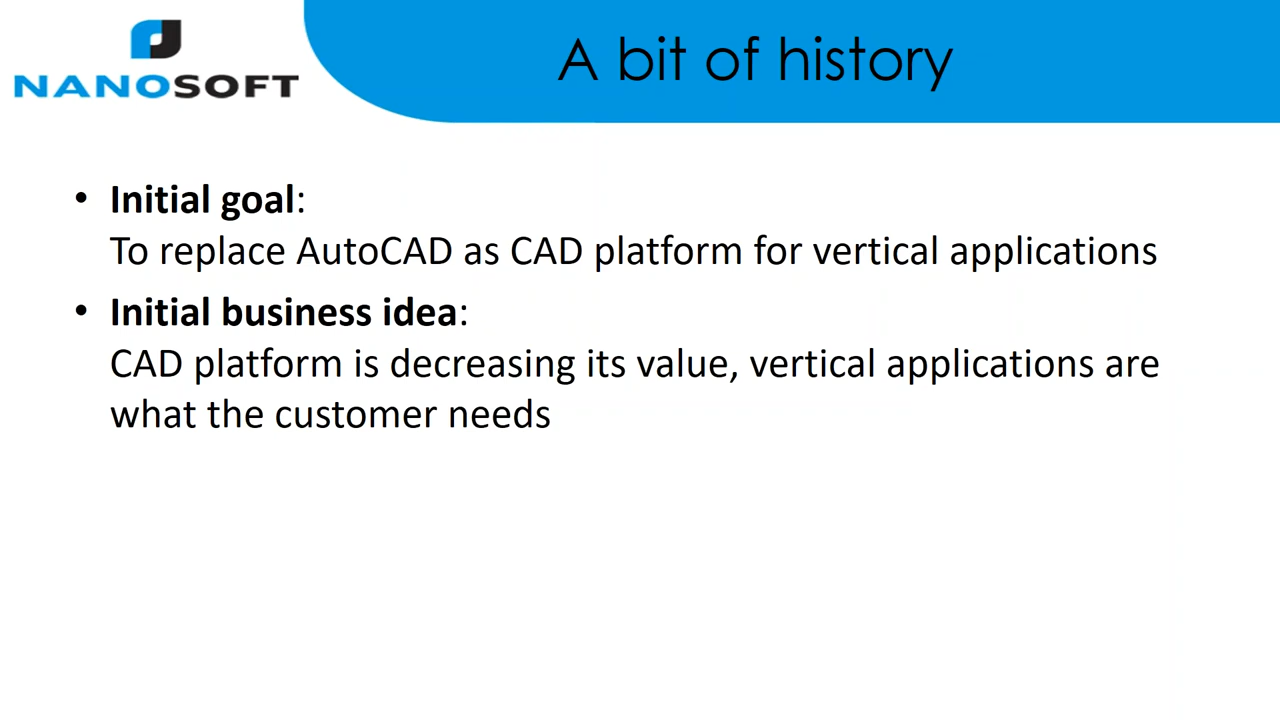 NANOSOFT
A bit of history
• Initial goal:
To replace AutoCAD as CAD platform for vertical applications
• Initial business idea:
CAD platform is decreasing its value, vertical applications are
what the customer needs